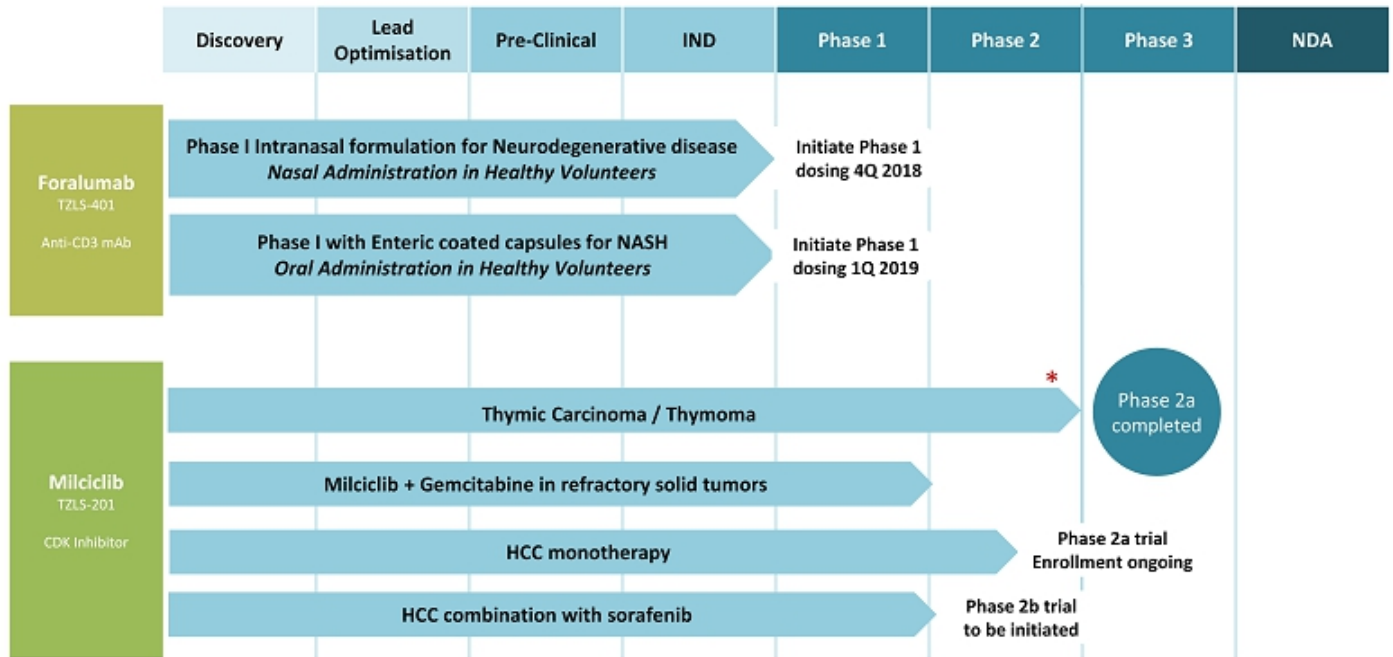 Discovery
Lead
Optimisation
Pre-Clinical
IND
Phase 1
Phase 2
Phase 3
NDA
Foralumab
TZLS-401
Anti-CD3 mAb
Phase I Intranasal formulation for Neurodegenerative disease
Nasal Administration in Healthy Volunteers
Initiate Phase 1
dosing 4Q 2018
Phase I with Enteric coated capsules for NASH
Oral Administration in Healthy Volunteers
Initiate Phase 1
dosing 1Q 2019
Milciclib
TZLS-201
CDK Inhibitor
Thymic Carcinoma / Thymoma
*
Phase 2a
completed
Milciclib + Gemcitabine in refractory solid tumors
HCC monotherapy
Phase 2a trial
Enrollment ongoing
HCC combination with sorafenib
Phase 2b trial
to be initiated